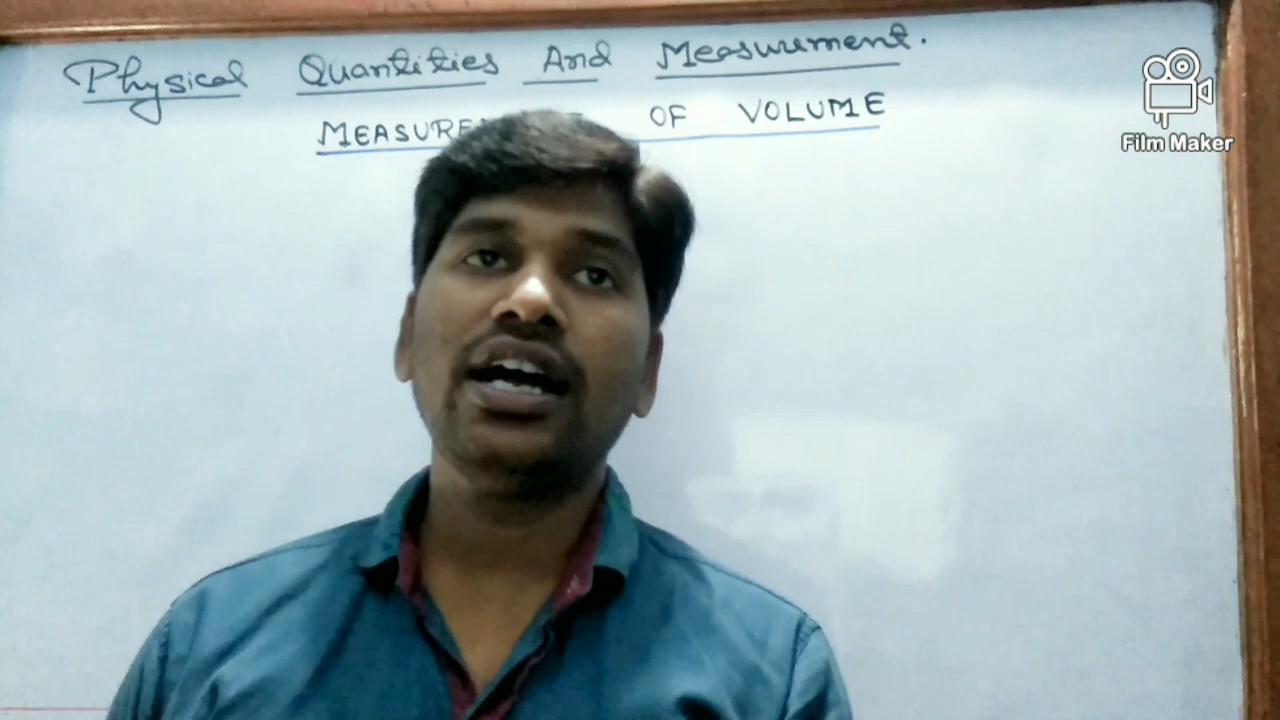 Physical Quantities And Measurement.
MEASURE OF VOLUME
Film Maker